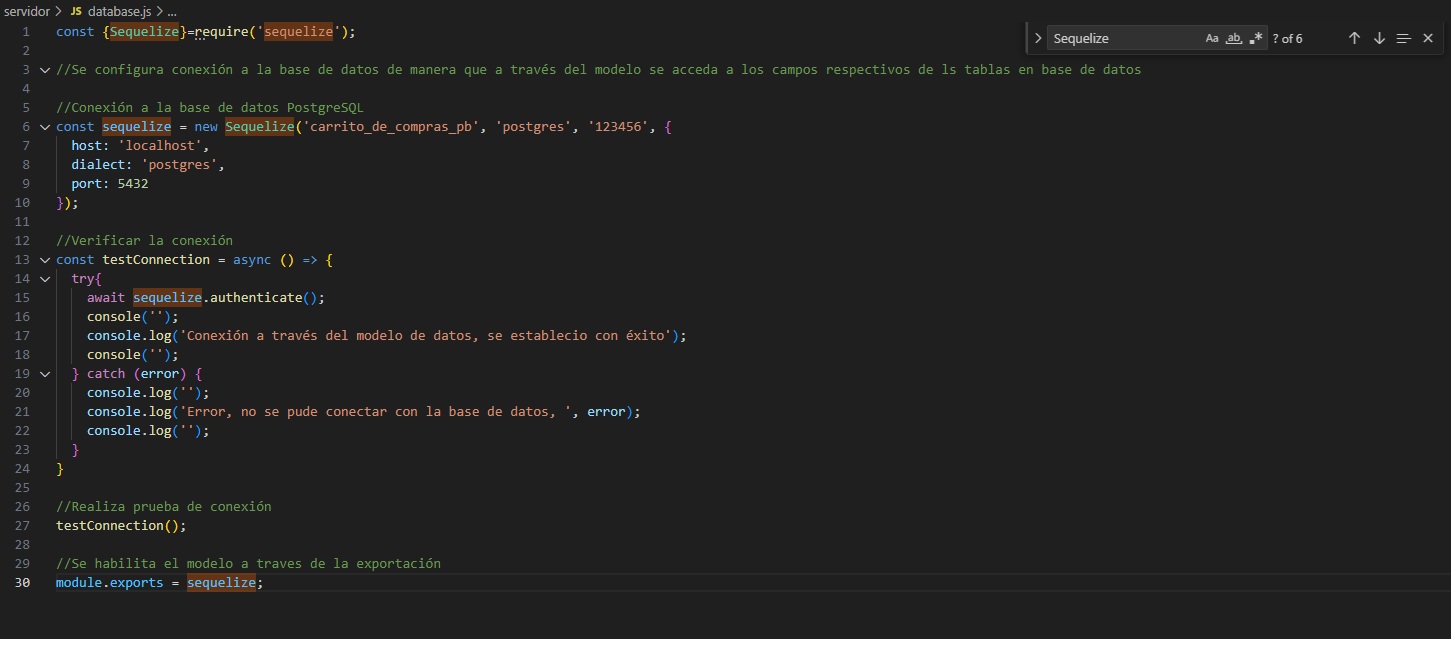 servidor > JS database.js > ...
1 const {Sequelize}=require('sequelize');
2
3 //Se configura conexión a la base de datos de manera que a través del modelo se acceda a los campos respectivos de ls tablas en base de datos
4
5 //Conexión a la base de datos PostgreSQL
6 const sequelize = new Sequelize('carrito_de_compras_pb', 'postgres', '123456', {
7 host: 'localhost',
8 dialect: 'postgres',
9 port: 5432
10 });
11
12 //Verificar la conexión
13 const testConnection = async () => {
14 try{
15 await sequelize.authenticate();
16 console('');
17 console.log('Conexión a través del modelo de datos, se establecio con éxito');
18 console('');
19 } catch (error) {
20 console.log('');
21 console.log('Error, no se pude conectar con la base de datos, ', error);
22 console.log('');
23 }
24 }
25
26 //Realiza prueba de conexión
27 testConnection();
28
29 //Se habilita el modelo a traves de la exportación
30 module.exports = sequelize;
Sequelize Aa ab .* ? of 6